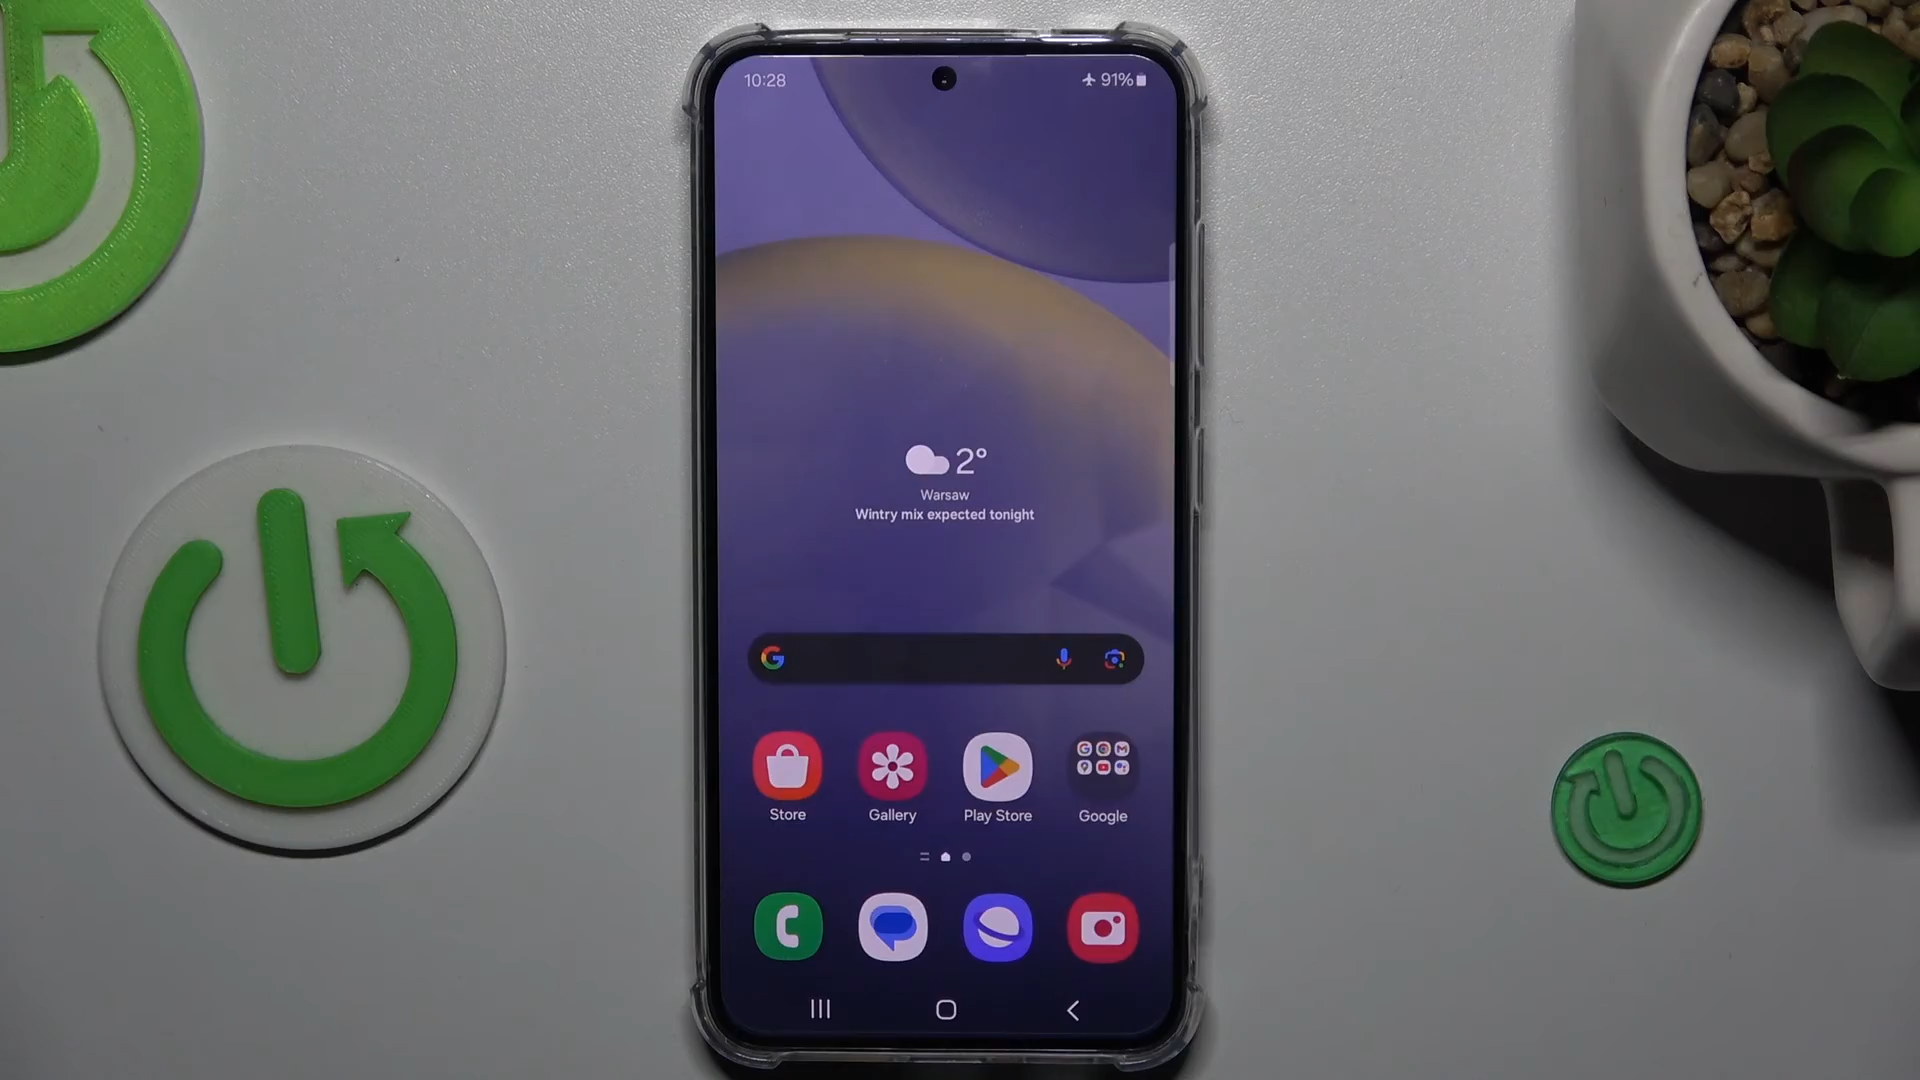 10:28
91%
2°
Warsaw
Wintry mix expected tonight
Store
Gallery
Play Store
Google